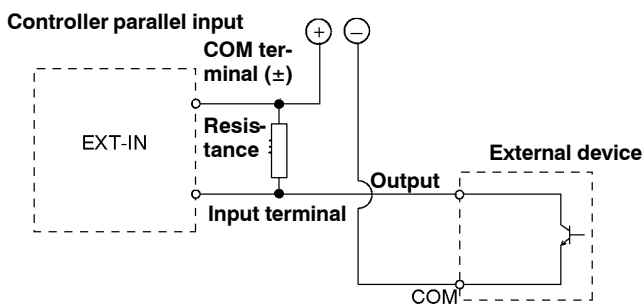 Controller parallel input
COM ter-
minal (±)
+
−
EXT-IN
Resis-
tance
External device
Output
Input terminal
COM